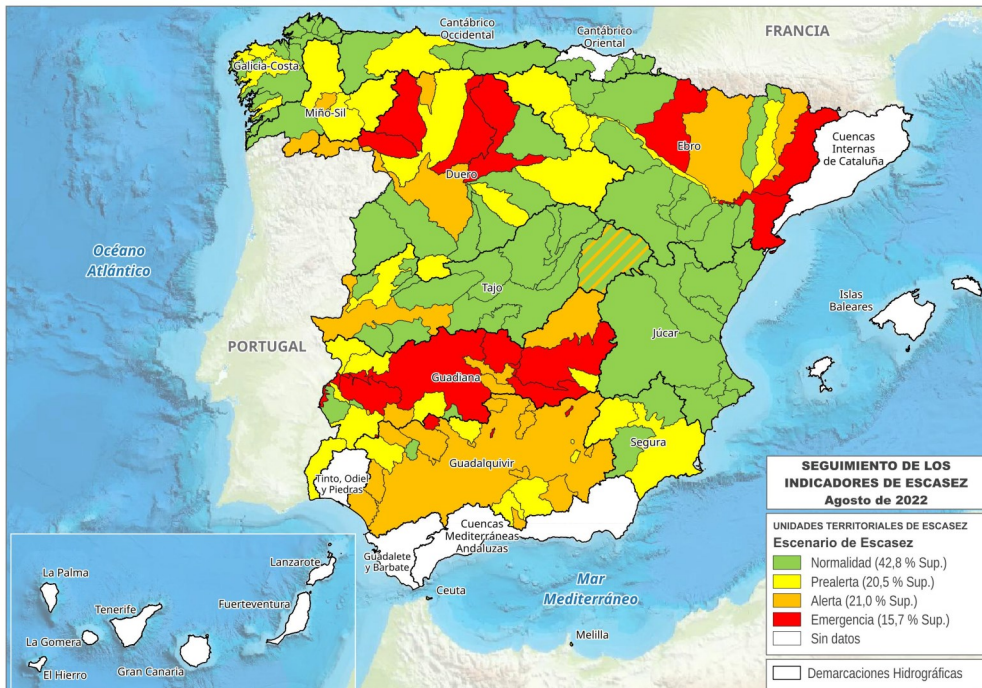 Cantábrico
Occidental
Cantábrico
Oriental
FRANCIA
Galicia-Costa
Miño-Sil
Duero
Ebro
Cuencas
Internas
de Cataluña
Océano
Atlántico
Tajo
Júcar
Islas
Baleares
PORTUGAL
Guadiana
Segura
Guadalquivir
Tinto, Odiel
y Piedras
Cuencas
Mediterráneas
Andaluzas
Guadalete
y Barbate
Ceuta
Mar
Mediterráneo
Melilla
La Palma
Lanzarote
Tenerife
Fuerteventura
La Gomera
El Hierro
Gran Canaria
SEGUIMIENTO DE LOS
INDICADORES DE ESCASEZ
Agosto de 2022
UNIDADES TERRITORIALES DE ESCASEZ
Escenario de Escasez
Normalidad (42,8 % Sup.)
Prealerta (20,5 % Sup.)
Alerta (21,0 % Sup.)
Emergencia (15,7 % Sup.)
Sin datos
Demarcaciones Hidrográficas